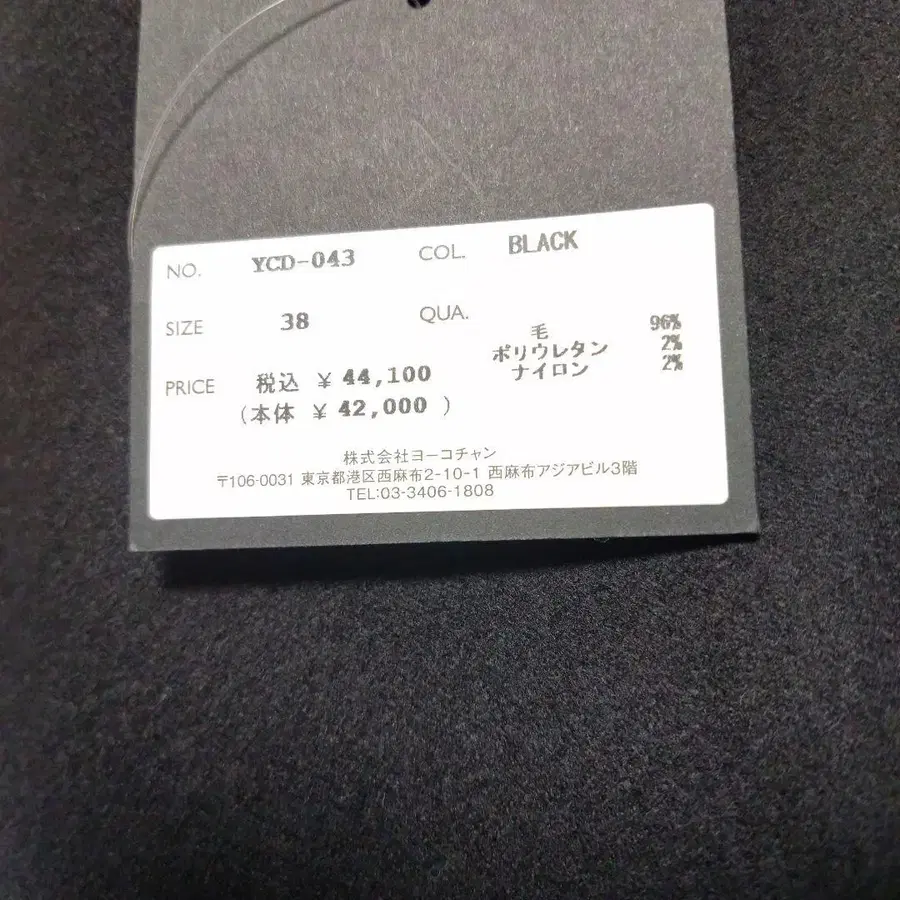 NO. YCD-043 COL. BLACK
SIZE 38 QUA.
毛 96%
ポリウレタン 2%
ナイロン 2%
PRICE 税込 ¥ 44,100
(本体 ¥ 42,000 )
株式会社ヨーコチャン
〒106-0031 東京都港区西麻布2-10-1 西麻布アジアビル3階
TEL:03-3406-1808